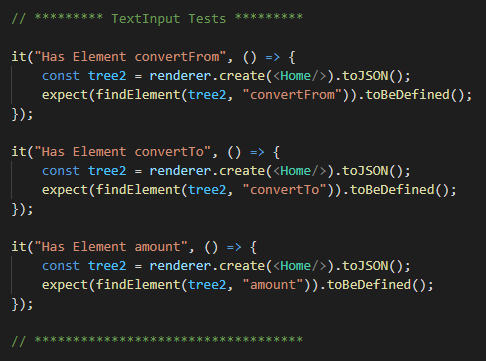 // ********* TextInput Tests *********
it("Has Element convertFrom", () => {
const tree2 = renderer.create(<Home/>).toJSON();
expect(findElement(tree2, "convertFrom")).toBeDefined();
});
it("Has Element convertTo", () => {
const tree2 = renderer.create(<Home/>).toJSON();
expect(findElement(tree2, "convertTo")).toBeDefined();
});
it("Has Element amount", () => {
const tree2 = renderer.create(<Home/>).toJSON();
expect(findElement(tree2, "amount")).toBeDefined();
});
// ***********************************